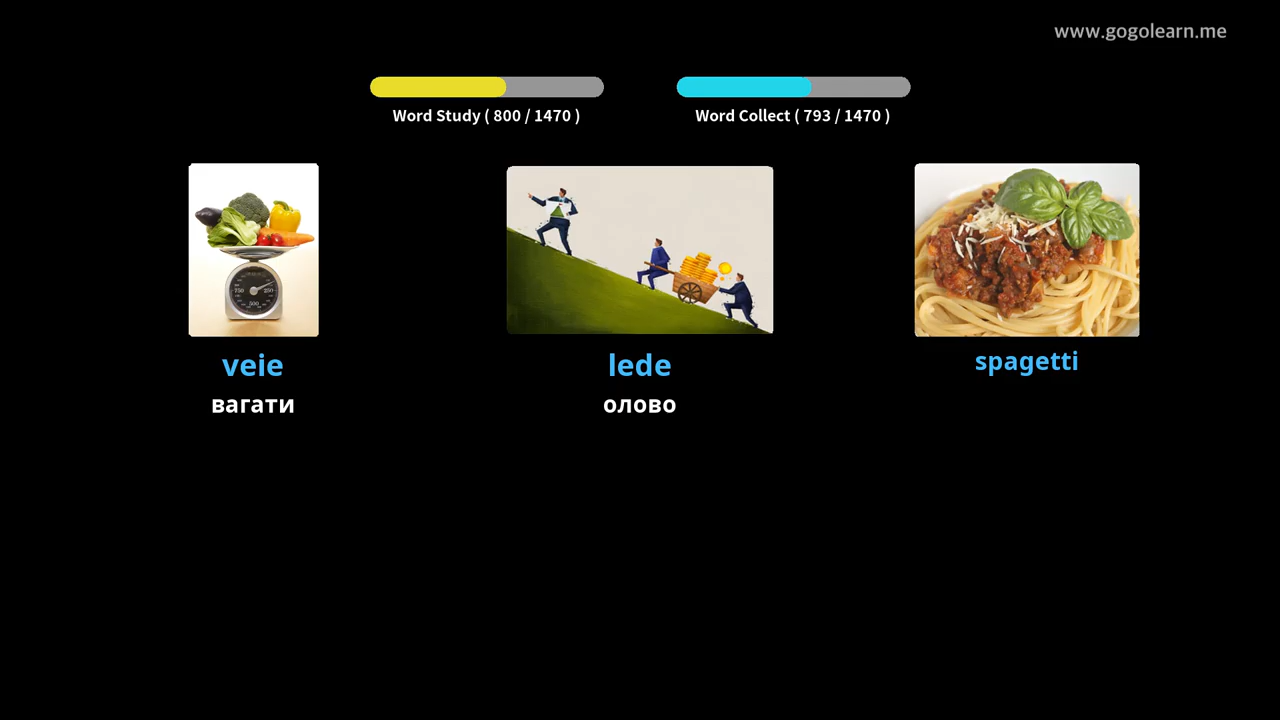 www.gogolearn.me
Word Study ( 800 / 1470 )
Word Collect ( 793 / 1470 )
veie
lede
spagetti
вагати
олово